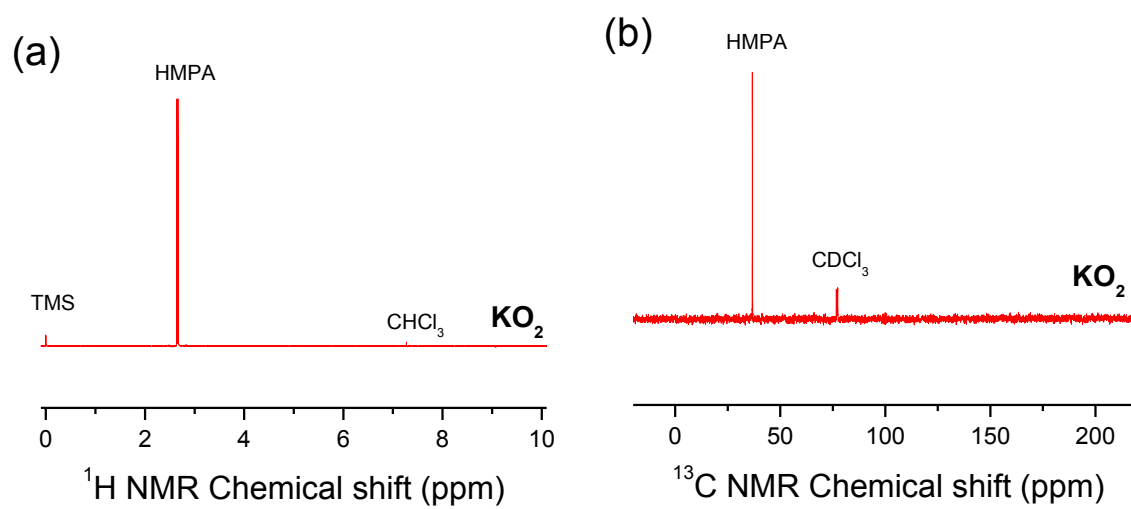 (a)
HMPA
TMS
CHCl₃
KO₂
0 2 4 6 8 10
¹H NMR Chemical shift (ppm)
(b)
HMPA
CDCl₃
KO₂
0 50 100 150 200
¹³C NMR Chemical shift (ppm)